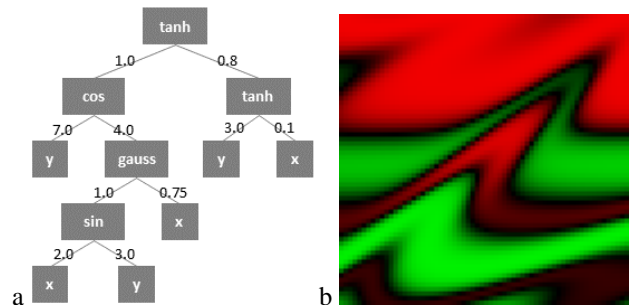 tanh
1.0 0.8
cos tanh
7.0 4.0 3.0 0.1
y gauss y x
1.0 0.75
sin x
2.0 3.0
x y
a b